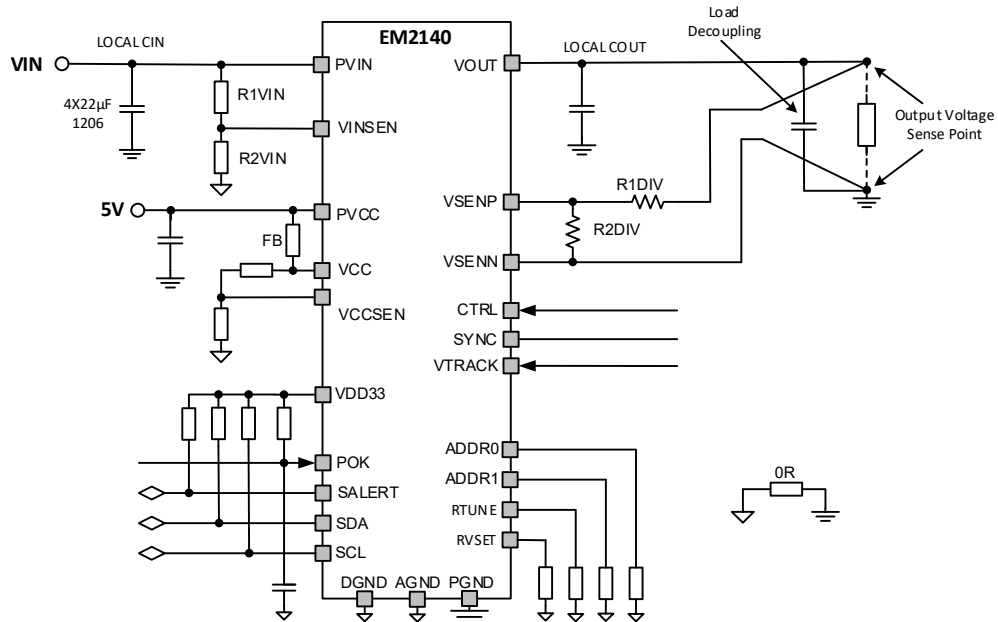 EM2140
LOCAL CIN
VIN
4X22µF
1206
R1VIN
R2VIN
PVIN
VINSEN
5V
FB
PVCC
VCC
VCCSEN
VDD33
POK
SALERT
SDA
SCL
DGND
AGND
PGND
VOUT
LOCAL COUT
Load
Decoupling
Output Voltage
Sense Point
VSENP
R1DIV
R2DIV
VSENN
CTRL
SYNC
VTRACK
ADDR0
ADDR1
RTUNE
RVSET
0R